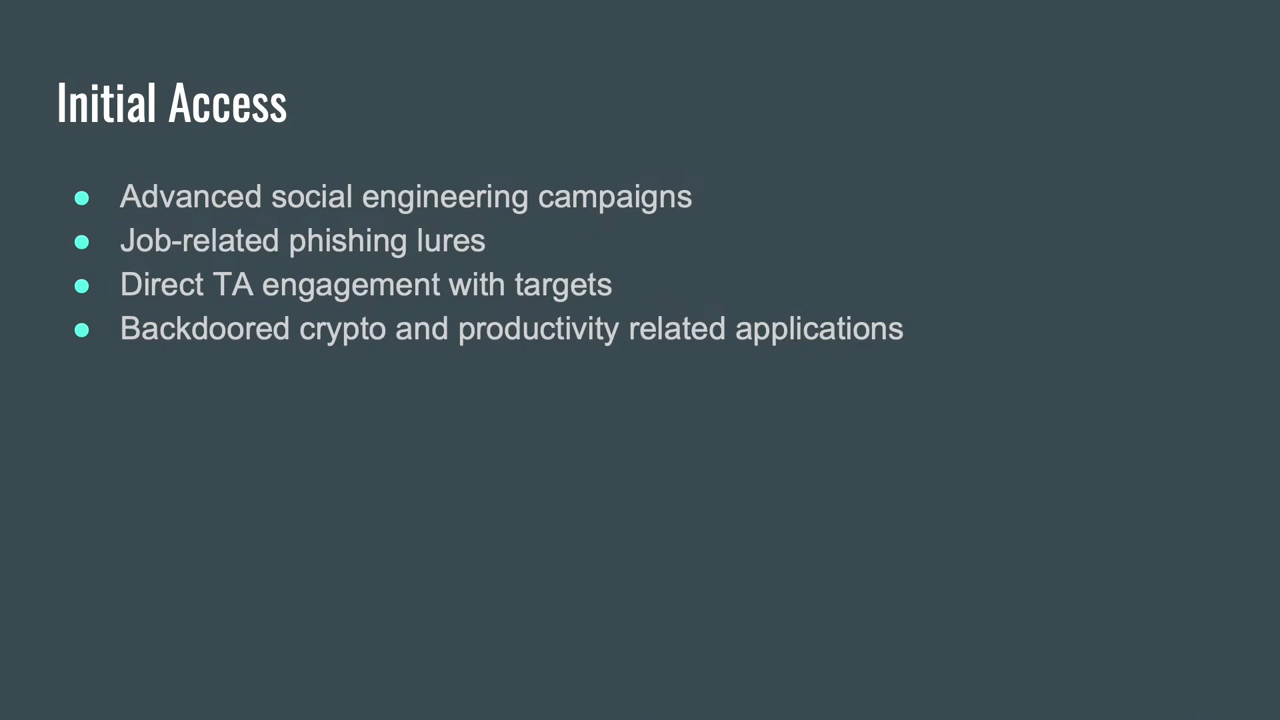 Initial Access
● Advanced social engineering campaigns
● Job-related phishing lures
● Direct TA engagement with targets
● Backdoored crypto and productivity related applications